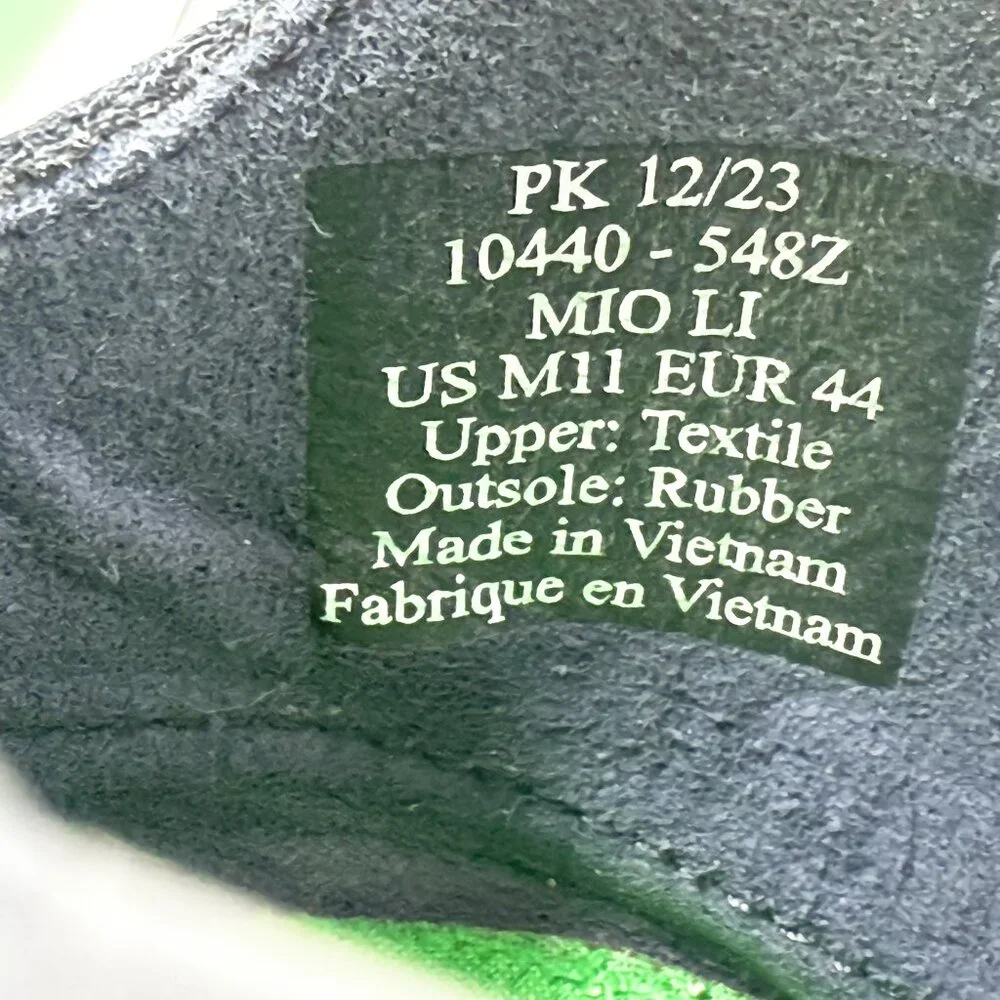 PK 12/23
10440 - 548Z
MIO LI
US M11 EUR 44
Upper: Textile
Outsole: Rubber
Made in Vietnam
Fabrique en Vietnam